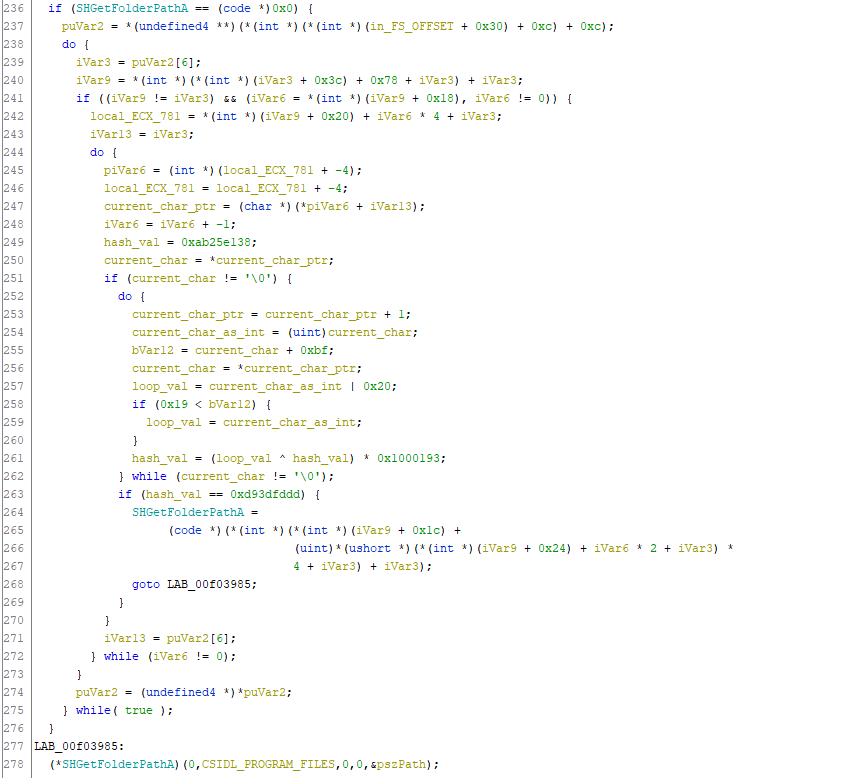 236 if (SHGetFolderPathA == (code *)0x0) {
237 puVar2 = *(undefined4 **)(*(int *)(*(int *)(in_FS_OFFSET + 0x30) + 0xc) + 0xc);
238 do {
239 iVar3 = puVar2[6];
240 iVar9 = *(int *)(*(int *)(iVar3 + 0x3c) + 0x78 + iVar3) + iVar3;
241 if ((iVar9 != iVar3) && (iVar6 = *(int *)(iVar9 + 0x18), iVar6 != 0)) {
242 local_ECX_781 = *(int *)(iVar9 + 0x20) + iVar6 * 4 + iVar3;
243 iVar13 = iVar3;
244 do {
245 piVar6 = (int *)(local_ECX_781 + -4);
246 local_ECX_781 = local_ECX_781 + -4;
247 current_char_ptr = (char *)(*piVar6 + iVar13);
248 iVar6 = iVar6 + -1;
249 hash_val = 0xab25e138;
250 current_char = *current_char_ptr;
251 if (current_char != '\0') {
252 do {
253 current_char_ptr = current_char_ptr + 1;
254 current_char_as_int = (uint)current_char;
255 bVar12 = current_char + 0xbf;
256 current_char = *current_char_ptr;
257 loop_val = current_char_as_int | 0x20;
258 if (0x19 < bVar12) {
259 loop_val = current_char_as_int;
260 }
261 hash_val = (loop_val ^ hash_val) * 0x1000193;
262 } while (current_char != '\0');
263 if (hash_val == 0xd93dfddd) {
264 SHGetFolderPathA =
265 (code *)(*(int *)(*(int *)(iVar9 + 0x1c) +
266 (uint)*(ushort *)(*(int *)(iVar9 + 0x24) + iVar6 * 2 + iVar3) *
267 4 + iVar3) + iVar3);
268 goto LAB_00f03985;
269 }
270 }
271 iVar13 = puVar2[6];
272 } while (iVar6 != 0);
273 }
274 puVar2 = (undefined4 *)*puVar2;
275 } while( true );
276 }
277 LAB_00f03985:
278 (*SHGetFolderPathA)(0,CSIDL_PROGRAM_FILES,0,0,&pszPath);